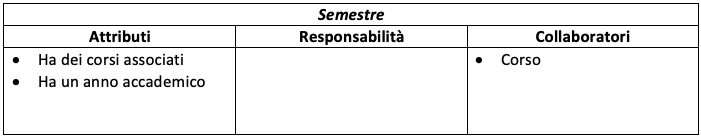 Semestre
Attributi Responsabilità Collaboratori
• Ha dei corsi associati • Corso
• Ha un anno accademico